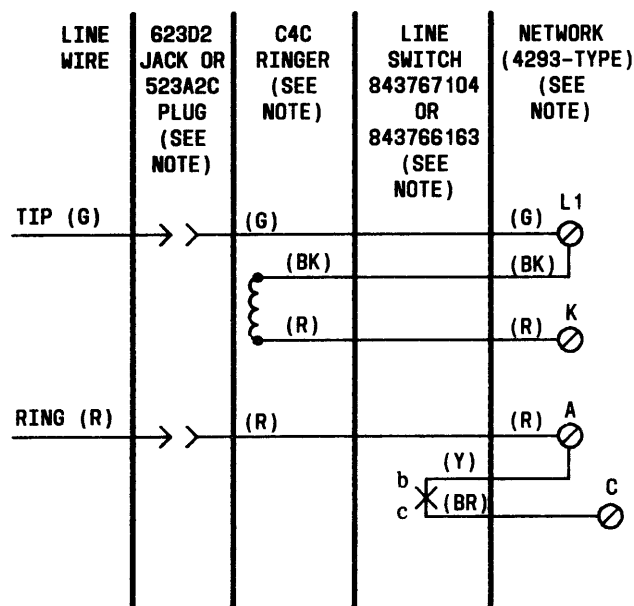 LINE WIRE
623D2 JACK OR 523A2C PLUG (SEE NOTE)
C4C RINGER (SEE NOTE)
LINE SWITCH 843767104 OR 843766163 (SEE NOTE)
NETWORK (4293-TYPE) (SEE NOTE)
L1
TIP (G)
(G)
(G)
(BK)
(BK)
K
(R)
(R)
A
RING (R)
(R)
(R)
(Y)
b
C
c
(BR)